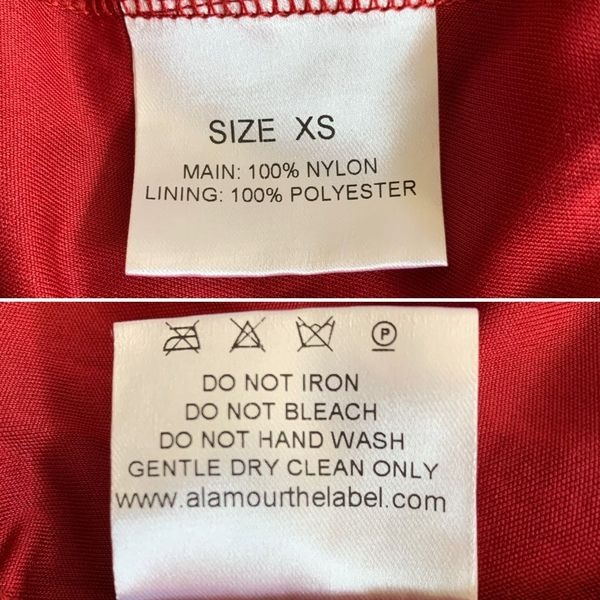 SIZE XS
MAIN: 100% NYLON
LINING: 100% POLYESTER
P
DO NOT IRON
DO NOT BLEACH
DO NOT HAND WASH
GENTLE DRY CLEAN ONLY
www.alamourthelabel.com